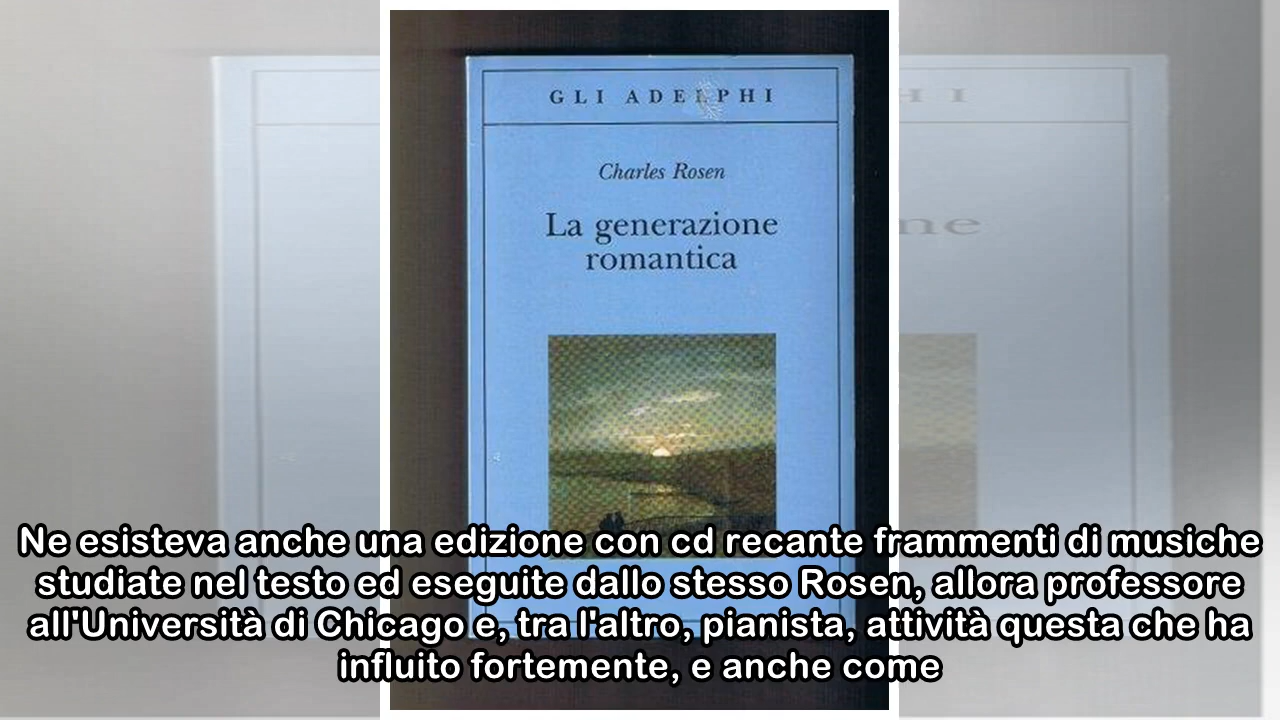 GLI ADELPHI
Charles Rosen
La generazione
romantica
Ne esisteva anche una edizione con cd recante frammenti di musiche
studiate nel testo ed eseguite dallo stesso Rosen, allora professore
all'Università di Chicago e, tra l'altro, pianista, attività questa che ha
influito fortemente, e anche come